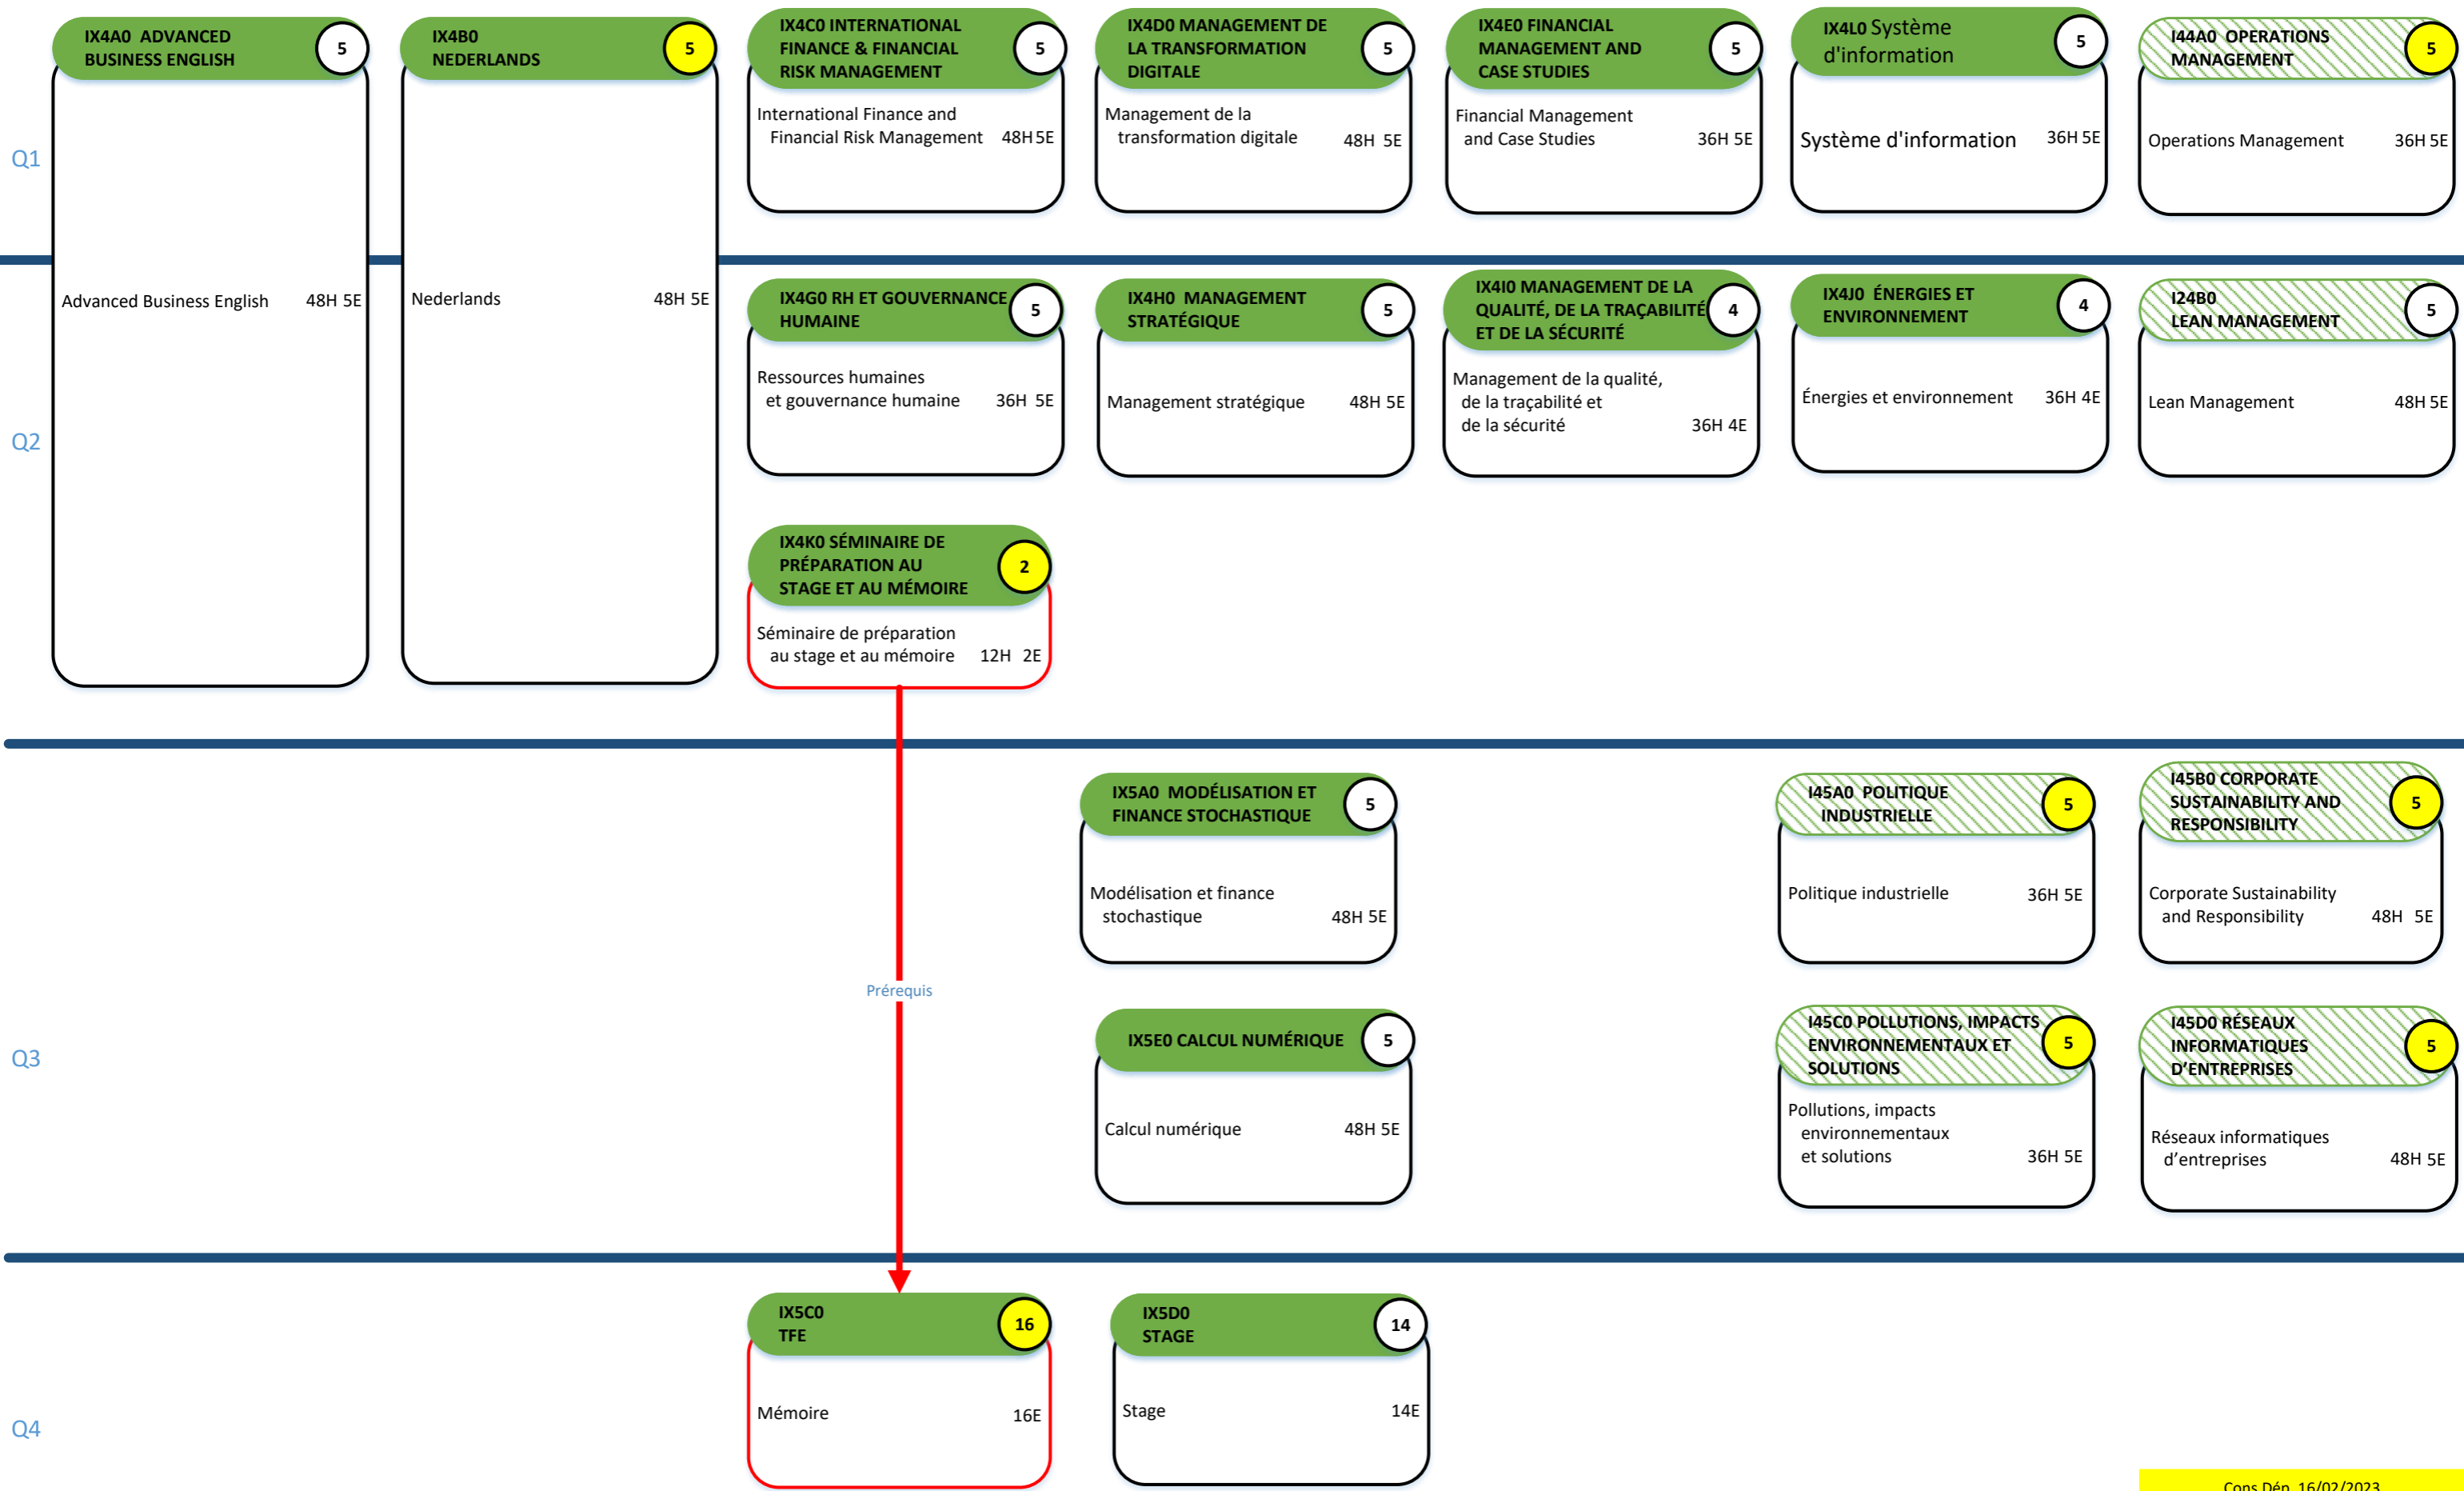 IX4A0 ADVANCED
BUSINESS ENGLISH
5
IX4B0
NEDERLANDS
5
IX4C0 INTERNATIONAL
FINANCE & FINANCIAL
RISK MANAGEMENT
5
IX4D0 MANAGEMENT DE
LA TRANSFORMATION
DIGITALE
5
IX4E0 FINANCIAL
MANAGEMENT AND
CASE STUDIES
5
IX4L0 Système
d'information
5
I44A0 OPERATIONS
MANAGEMENT
5
Q1
International Finance and
Financial Risk Management 48H 5E
Management de la
transformation digitale 48H 5E
Financial Management
and Case Studies 36H 5E
Système d'information 36H 5E
Operations Management 36H 5E
Q2
Advanced Business English 48H 5E
Nederlands 48H 5E
IX4G0 RH ET GOUVERNANCE
HUMAINE
5
IX4H0 MANAGEMENT
STRATÉGIQUE
5
IX4I0 MANAGEMENT DE LA
QUALITÉ, DE LA TRAÇABILITÉ
ET DE LA SÉCURITÉ
4
IX4J0 ÉNERGIES ET
ENVIRONNEMENT
4
I24B0
LEAN MANAGEMENT
5
Ressources humaines
et gouvernance humaine 36H 5E
Management stratégique 48H 5E
Management de la qualité,
de la traçabilité et
de la sécurité 36H 4E
Énergies et environnement 36H 4E
Lean Management 48H 5E
IX4K0 SÉMINAIRE DE
PRÉPARATION AU
STAGE ET AU MÉMOIRE
2
Séminaire de préparation
au stage et au mémoire 12H 2E
Prérequis
Q3
IX5A0 MODÉLISATION ET
FINANCE STOCHASTIQUE
5
I45A0 POLITIQUE
INDUSTRIELLE
5
I45B0 CORPORATE
SUSTAINABILITY AND
RESPONSIBILITY
5
Modélisation et finance
stochastique 48H 5E
Politique industrielle 36H 5E
Corporate Sustainability
and Responsibility 48H 5E
IX5E0 CALCUL NUMÉRIQUE
5
I45C0 POLLUTIONS, IMPACTS
ENVIRONNEMENTAUX ET
SOLUTIONS
5
I45D0 RÉSEAUX
INFORMATIQUES
D’ENTREPRISES
5
Calcul numérique 48H 5E
Pollutions, impacts
environnementaux
et solutions 36H 5E
Réseaux informatiques
d’entreprises 48H 5E
Q4
IX5C0
TFE
16
IX5D0
STAGE
14
Mémoire 16E
Stage 14E
Cons Dép 16/02/2023